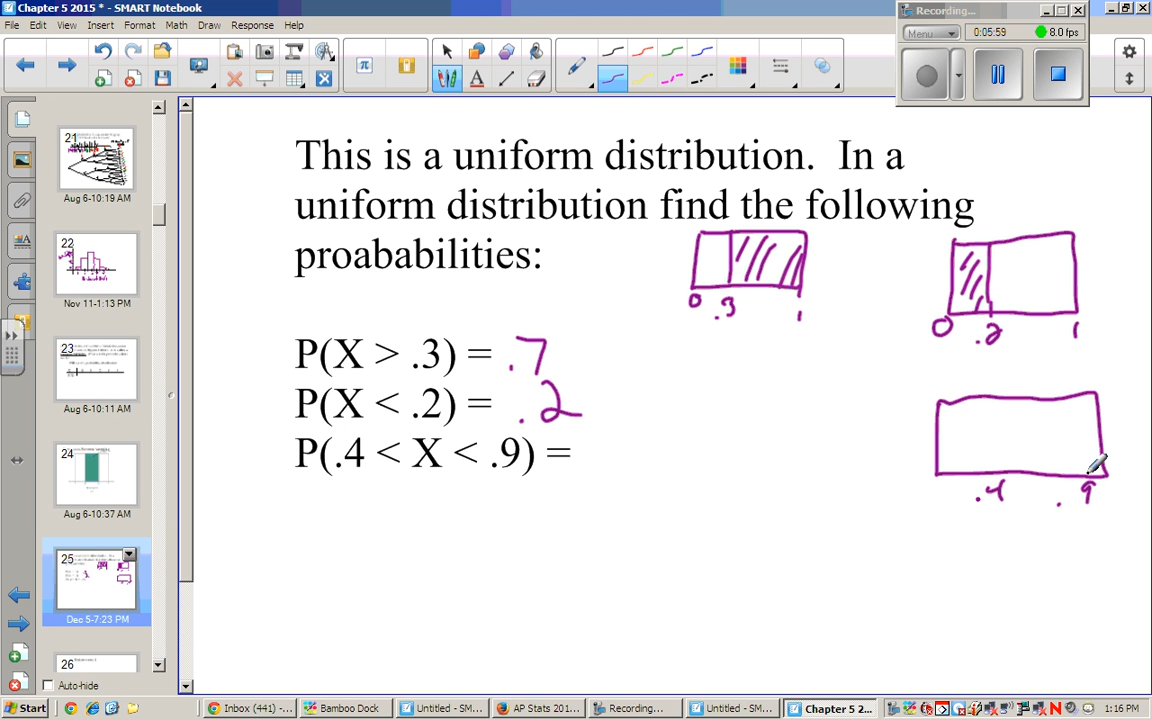 Chapter 5 2015 * - SMART Notebook
Recording...
File Edit View Insert Format Math Draw Response Help
Menu 0:05:59 8.0 fps
21
Aug 6-10:19 AM
22
Nov 11-1:13 PM
23
Aug 6-10:11 AM
24
Aug 6-10:37 AM
25
Dec 5-7:23 PM
26
Auto-hide
This is a uniform distribution. In a
uniform distribution find the following
proababilities:
0 .3 1
0 .2 1
P(X > .3) = .7
P(X < .2) = .2
P(.4 < X < .9) =
.4 .9
Start Inbox (441) -... Bamboo Dock Untitled - SM... AP Stats 201... Recording... Untitled - SM... Chapter 5 2... 1:16 PM